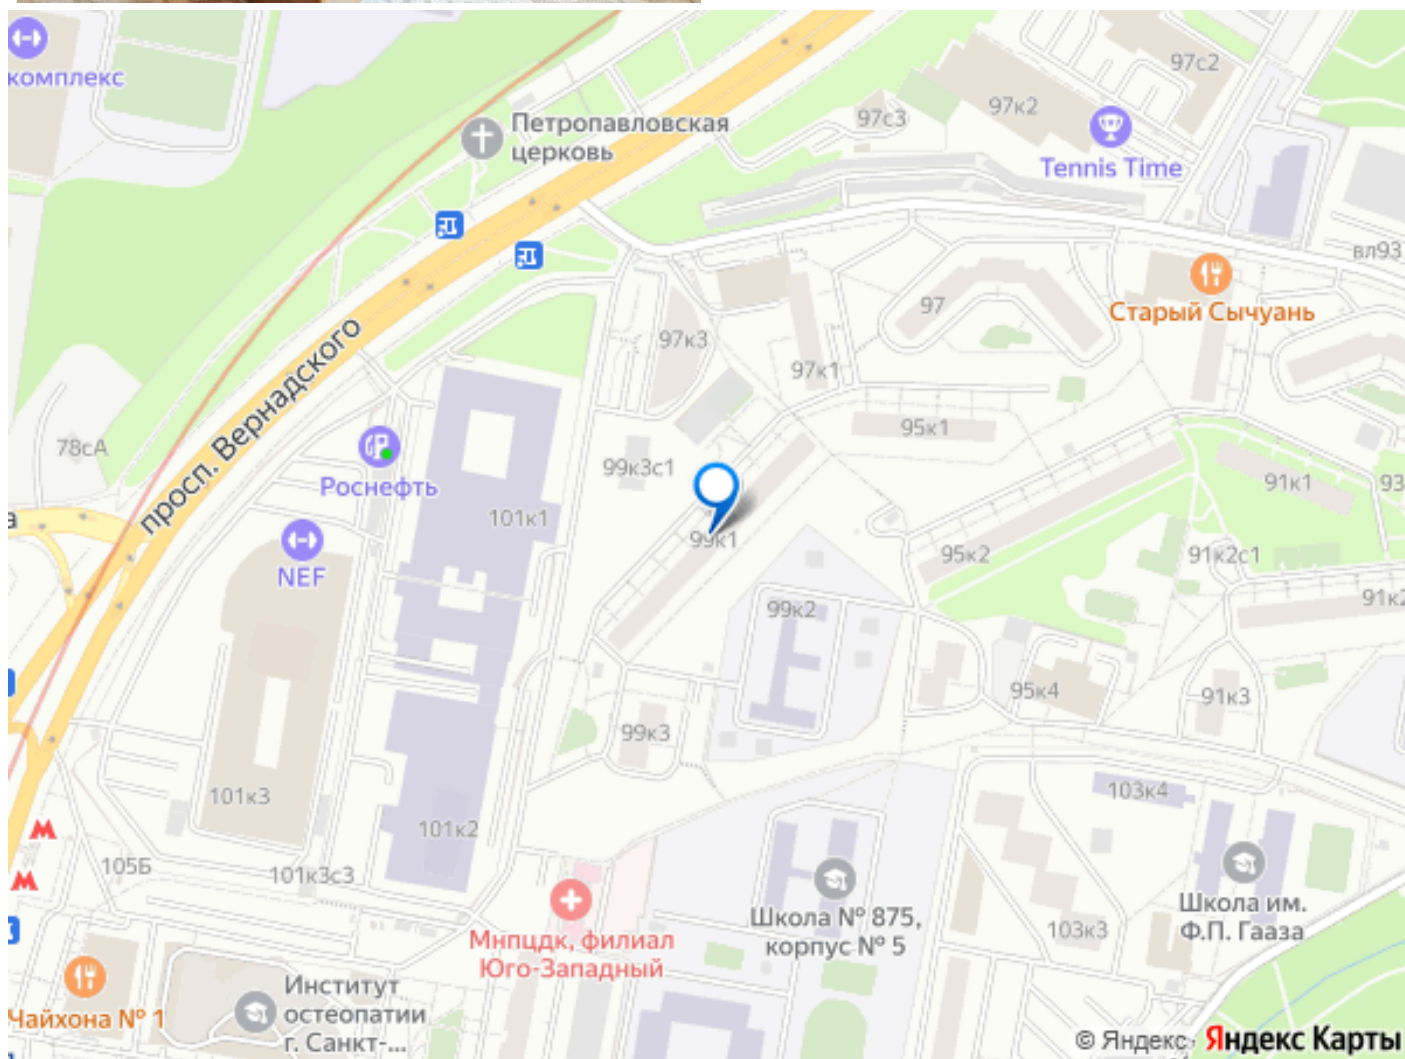 комплекс
Петропавловская
церковь
97с2
97к2
97с3
Tennis Time
вл93
Старый Сычуань
97
97к3
97к1
просп. Вернадского
78сА
95к1
Роснефть
99к3с1
91к1
93
101к1
99к1
95к2
91к2с1
NEF
99к2
91к2
95к4
91к3
99к3
101к3
103к4
101к2
105Б
101к3с3
Школа № 875,
корпус № 5
Школа им.
Ф.П. Гааза
103к3
Мнпцдк, филиал
Юго-Западный
Институт
остеопатии
г. Санкт-...
Чайхона № 1
© Яндекс Яндекс Карты